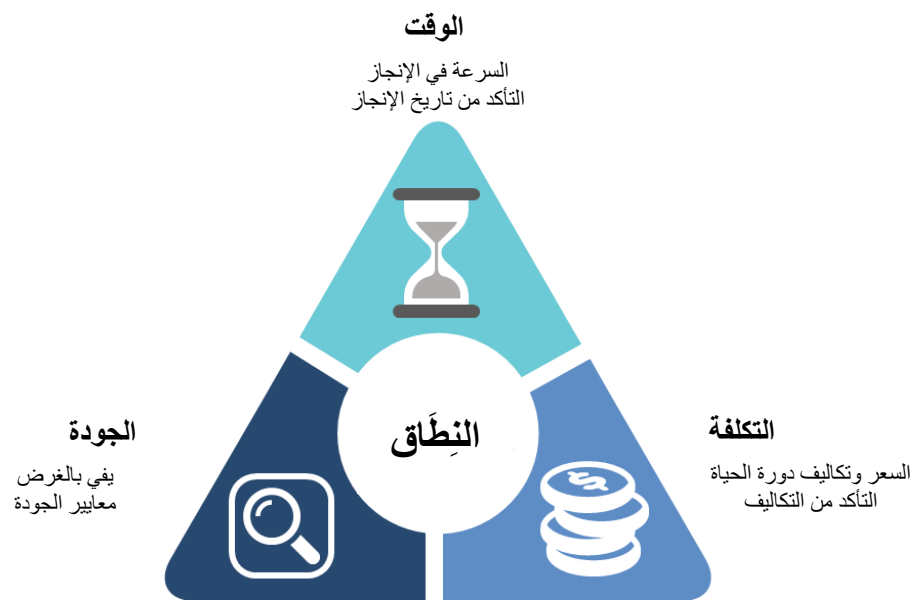 الوقت
السرعة في الإنجاز
التأكد من تاريخ الإنجاز
النِطَاق
التكلفة
السعر وتكاليف دورة الحياة
التأكد من التكاليف
الجودة
يفي بالغرض
معايير الجودة
$